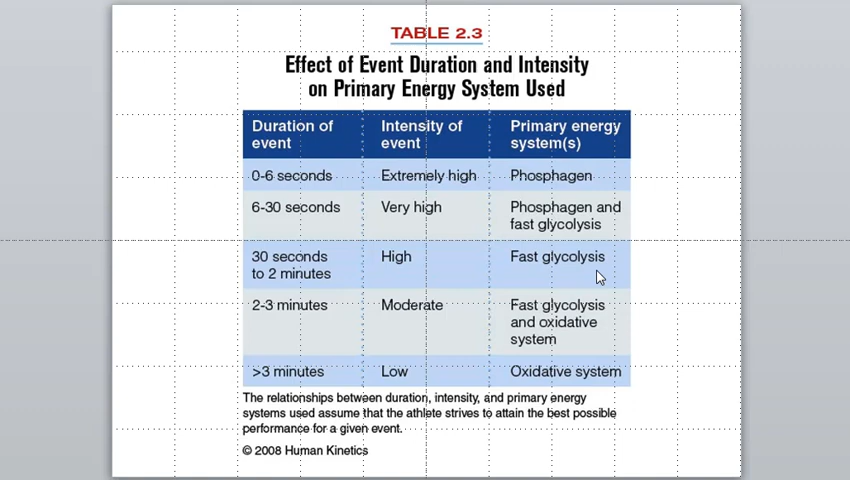 TABLE 2.3
Effect of Event Duration and Intensity
on Primary Energy System Used
Duration of event
Intensity of event
Primary energy system(s)
0-6 seconds
Extremely high
Phosphagen
6-30 seconds
Very high
Phosphagen and
fast glycolysis
30 seconds
to 2 minutes
High
Fast glycolysis
2-3 minutes
Moderate
Fast glycolysis
and oxidative
system
>3 minutes
Low
Oxidative system
The relationships between duration, intensity, and primary energy
systems used assume that the athlete strives to attain the best possible
performance for a given event.
© 2008 Human Kinetics